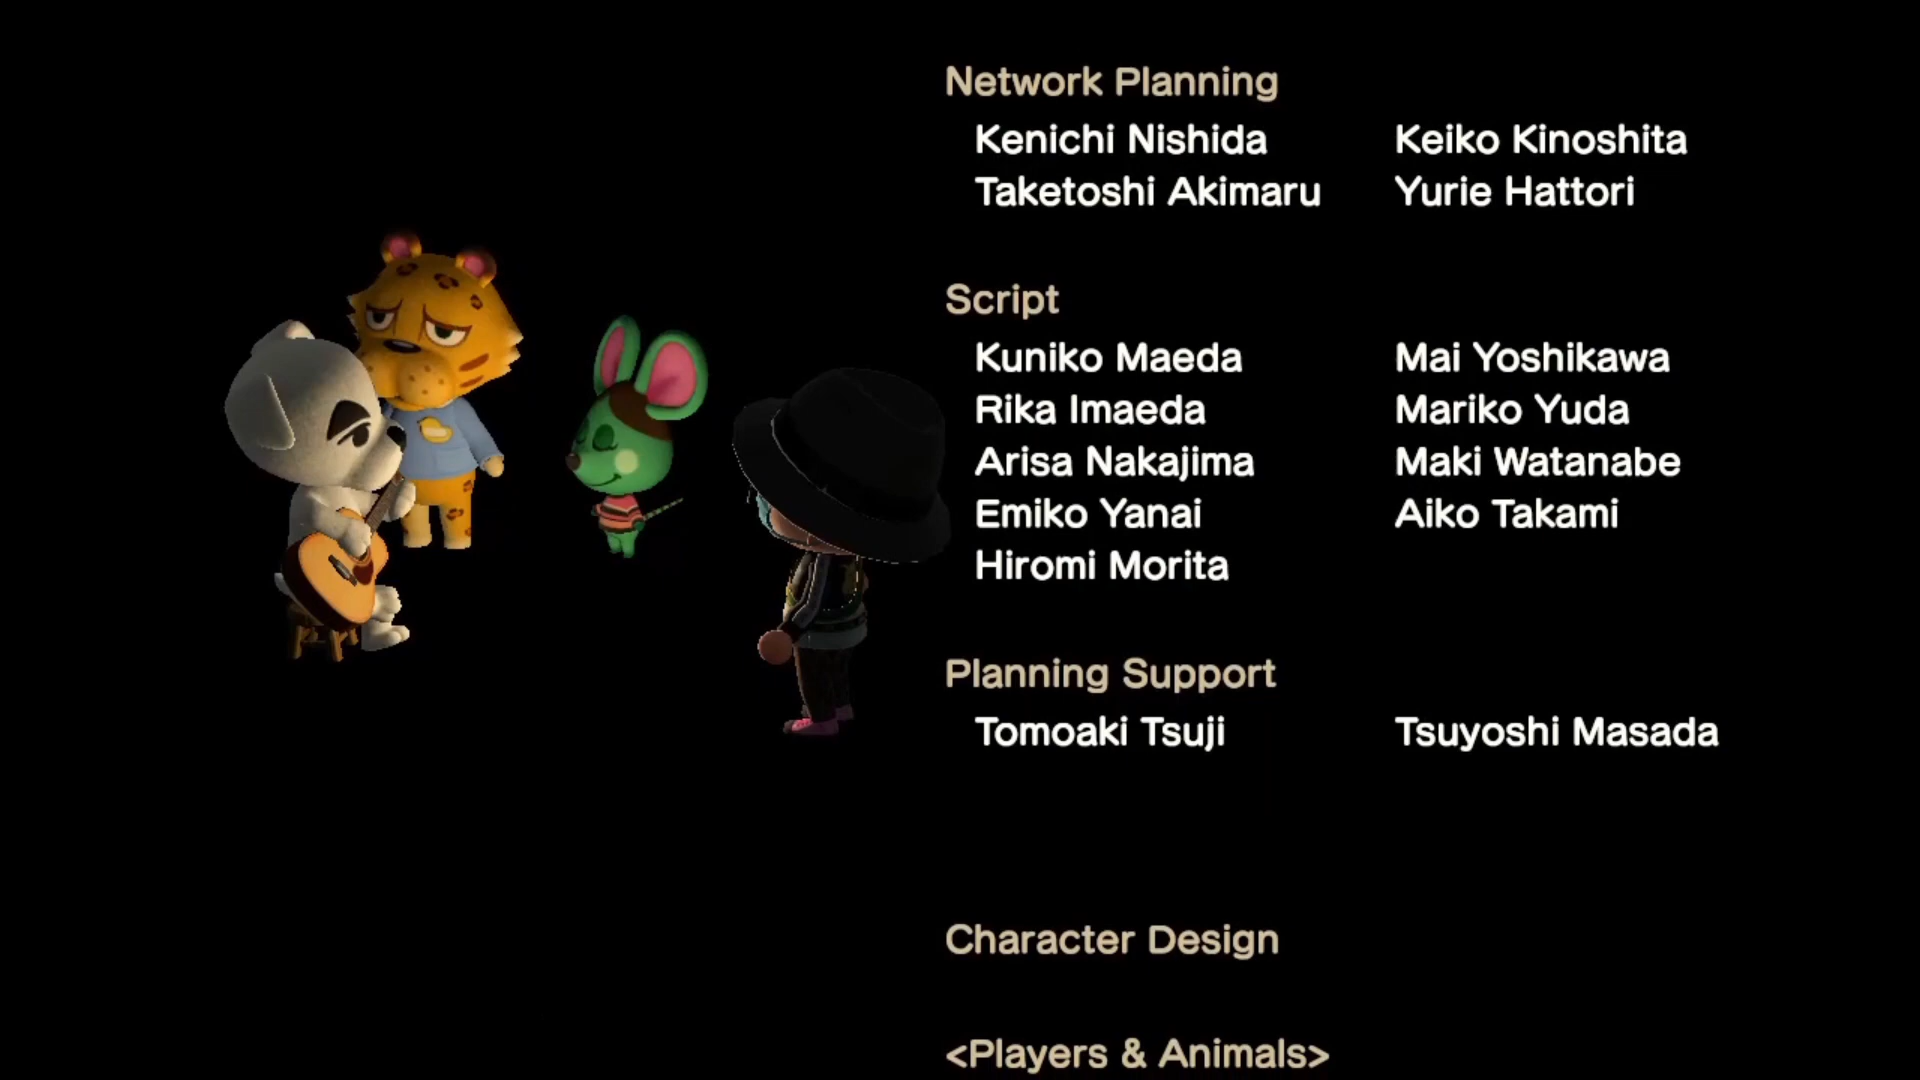 Network Planning
Kenichi Nishida Keiko Kinoshita
Taketoshi Akimaru Yurie Hattori
Script
Kuniko Maeda Mai Yoshikawa
Rika Imaeda Mariko Yuda
Arisa Nakajima Maki Watanabe
Emiko Yanai Aiko Takami
Hiromi Morita
Planning Support
Tomoaki Tsuji Tsuyoshi Masada
Character Design
<Players & Animals>